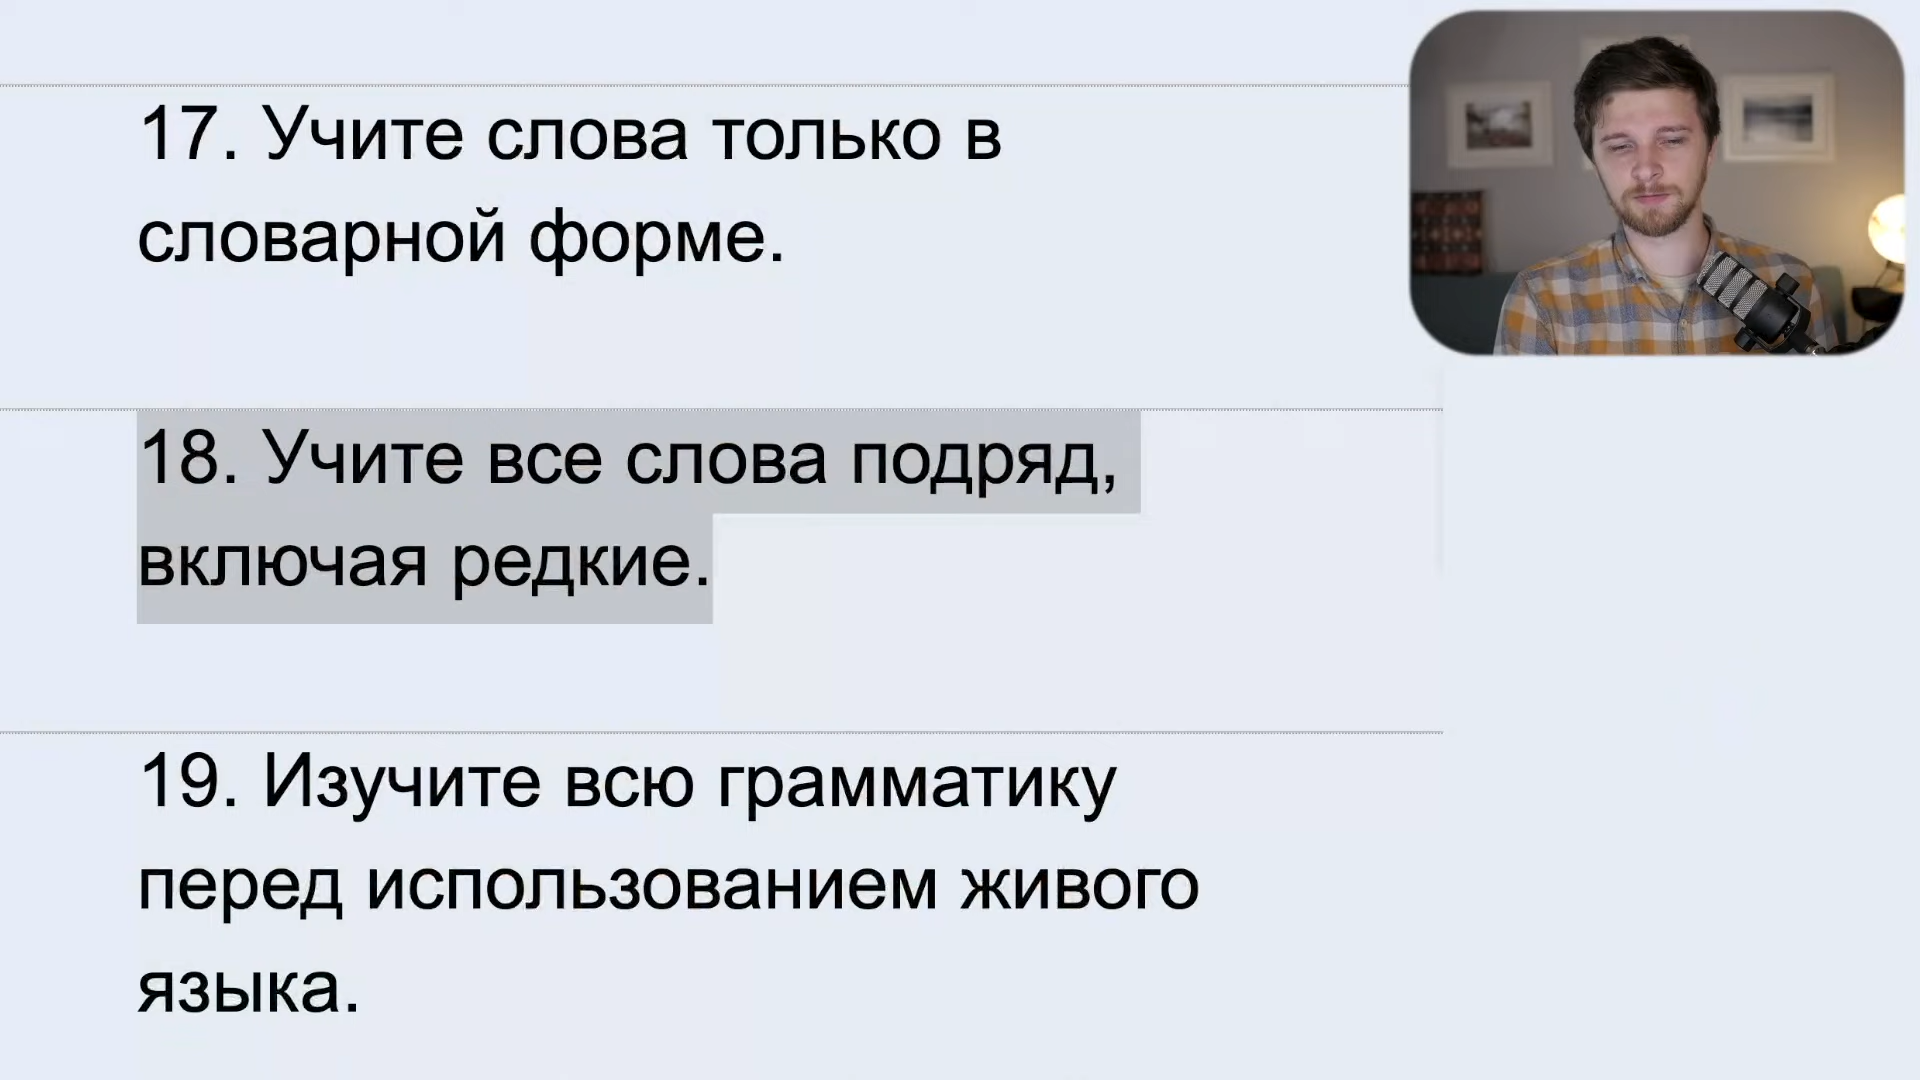 17. Учите слова только в
словарной форме.
18. Учите все слова подряд,
включая редкие.
19. Изучите всю грамматику
перед использованием живого
языка.